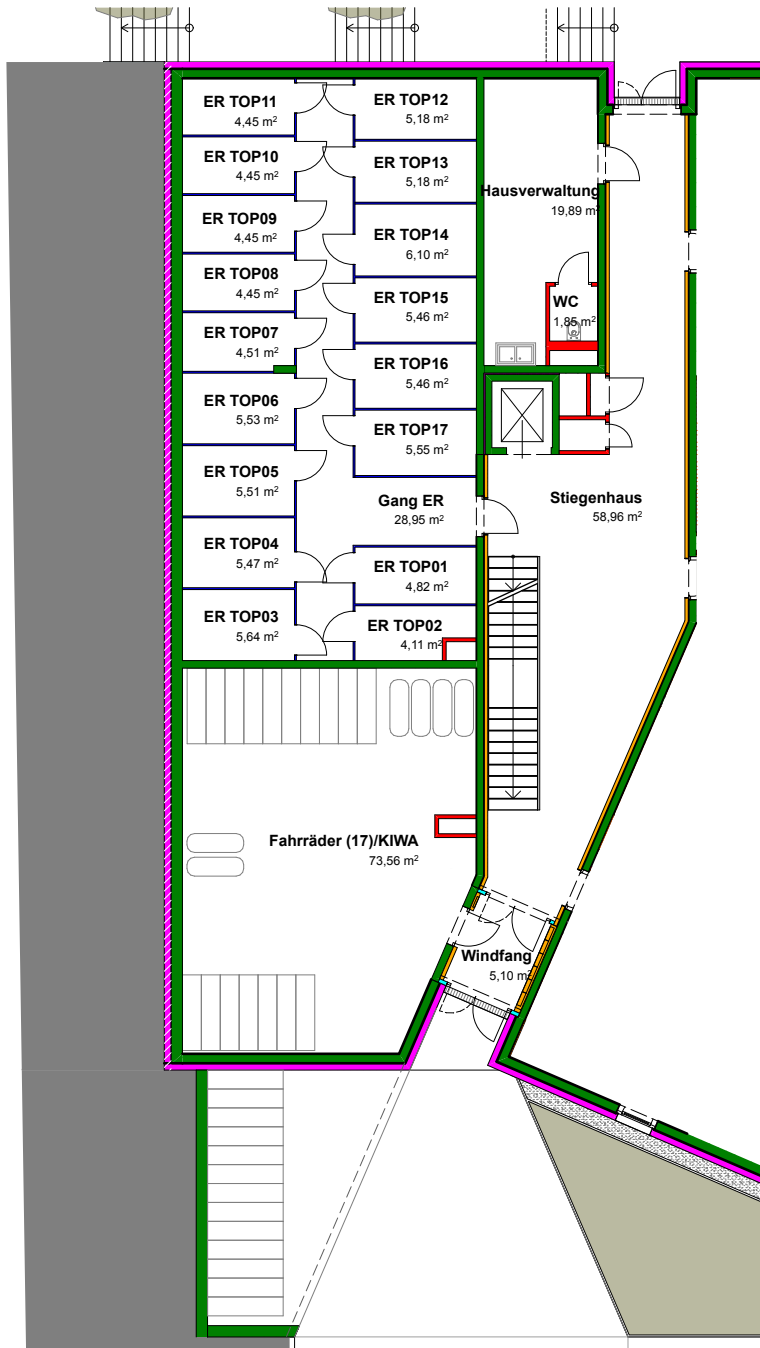 ER TOP11
4,45 m²
ER TOP12
5,18 m²
ER TOP10
4,45 m²
ER TOP13
5,18 m²
Hausverwaltung
19,89 m²
ER TOP09
4,45 m²
ER TOP14
6,10 m²
ER TOP08
4,45 m²
ER TOP15
5,46 m²
WC
1,85 m²
ER TOP07
4,51 m²
ER TOP16
5,46 m²
ER TOP06
5,53 m²
ER TOP17
5,55 m²
ER TOP05
5,51 m²
Gang ER
28,95 m²
Stiegenhaus
58,96 m²
ER TOP04
5,47 m²
ER TOP01
4,82 m²
ER TOP03
5,64 m²
ER TOP02
4,11 m²
Fahrräder (17)/KIWA
73,56 m²
Windfang
5,10 m²